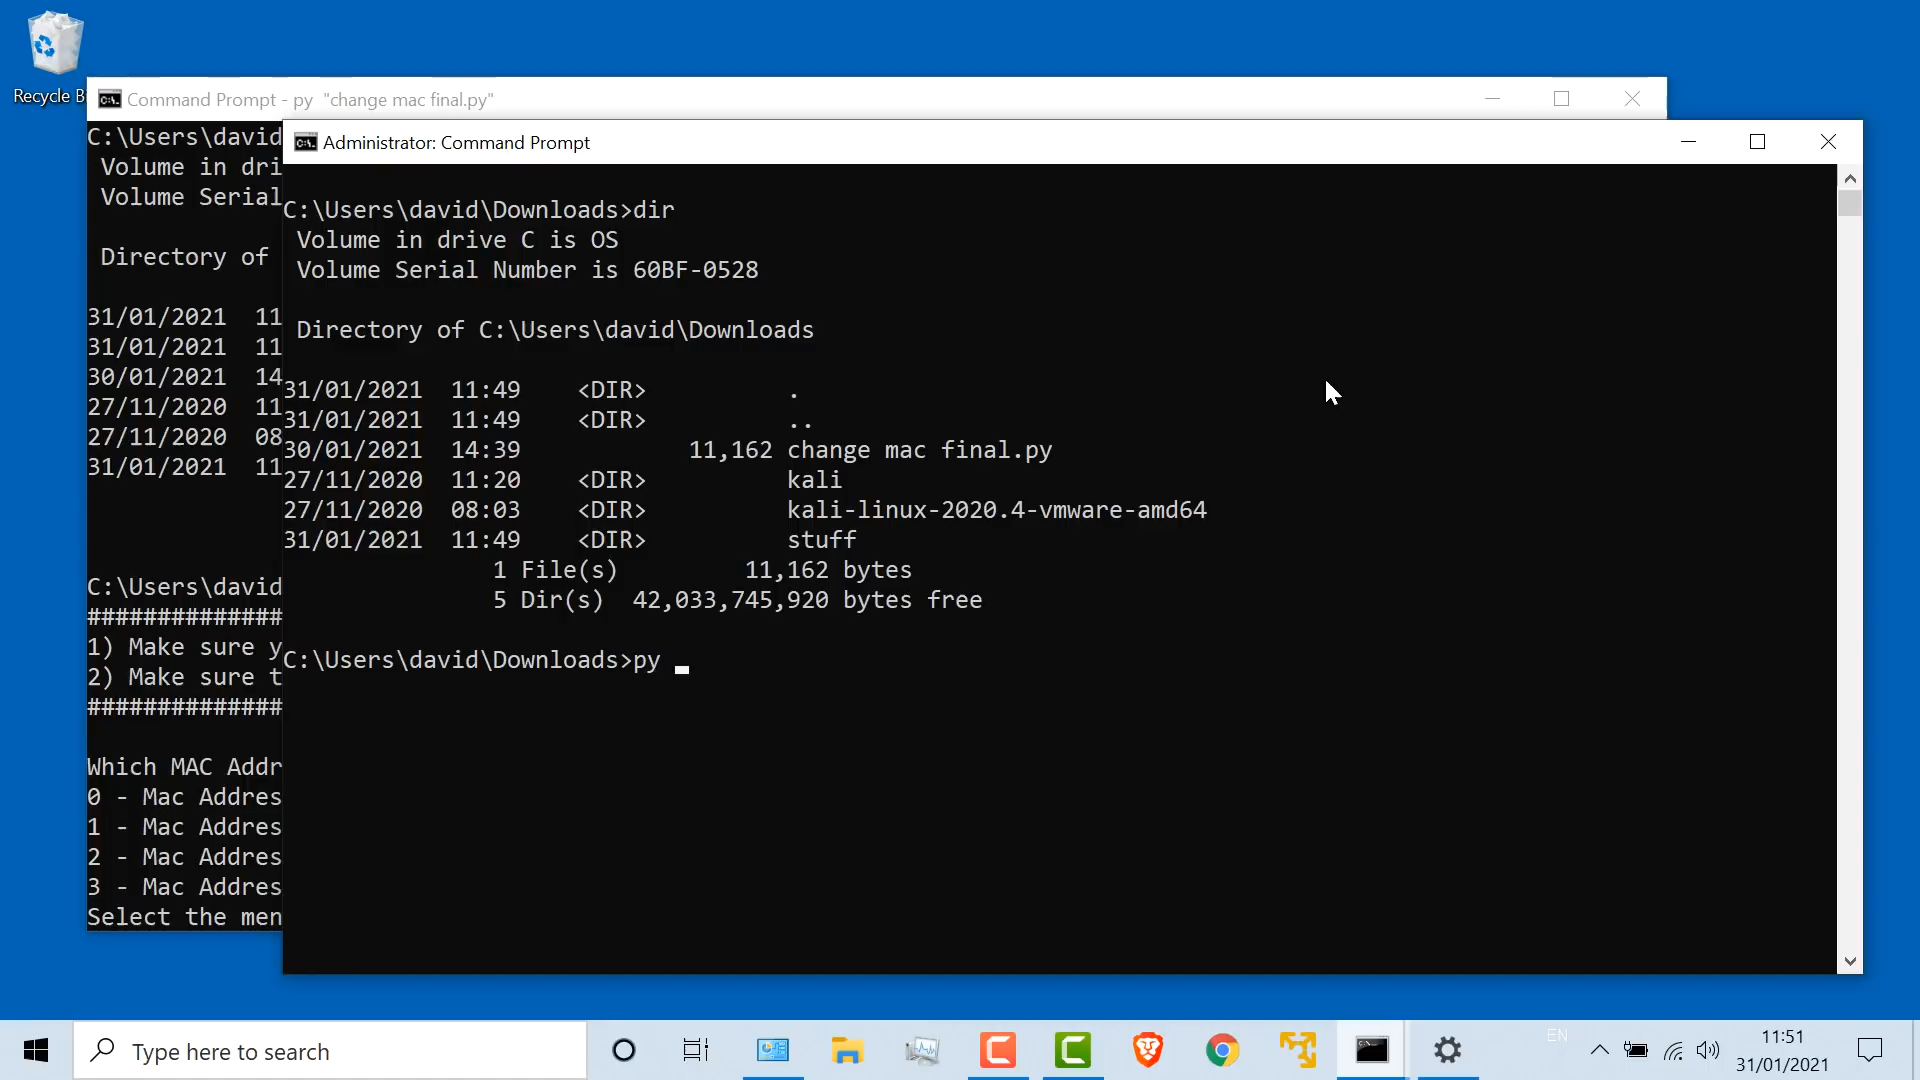 Recycle Bi
Command Prompt - py "change mac final.py"
C:\Users\david
Volume in dri
Volume Serial
Directory of
31/01/2021 11
31/01/2021 11
30/01/2021 14
27/11/2020 11
27/11/2020 08
31/01/2021 11
C:\Users\david
##############
1) Make sure y
2) Make sure t
##############
Which MAC Addr
0 - Mac Addres
1 - Mac Addres
2 - Mac Addres
3 - Mac Addres
Select the men
Administrator: Command Prompt
C:\Users\david\Downloads>dir
Volume in drive C is OS
Volume Serial Number is 60BF-0528
Directory of C:\Users\david\Downloads
31/01/2021 11:49 <DIR> .
31/01/2021 11:49 <DIR> ..
30/01/2021 14:39 11,162 change mac final.py
27/11/2020 11:20 <DIR> kali
27/11/2020 08:03 <DIR> kali-linux-2020.4-vmware-amd64
31/01/2021 11:49 <DIR> stuff
1 File(s) 11,162 bytes
5 Dir(s) 42,033,745,920 bytes free
C:\Users\david\Downloads>py
Type here to search
EN
11:51
31/01/2021